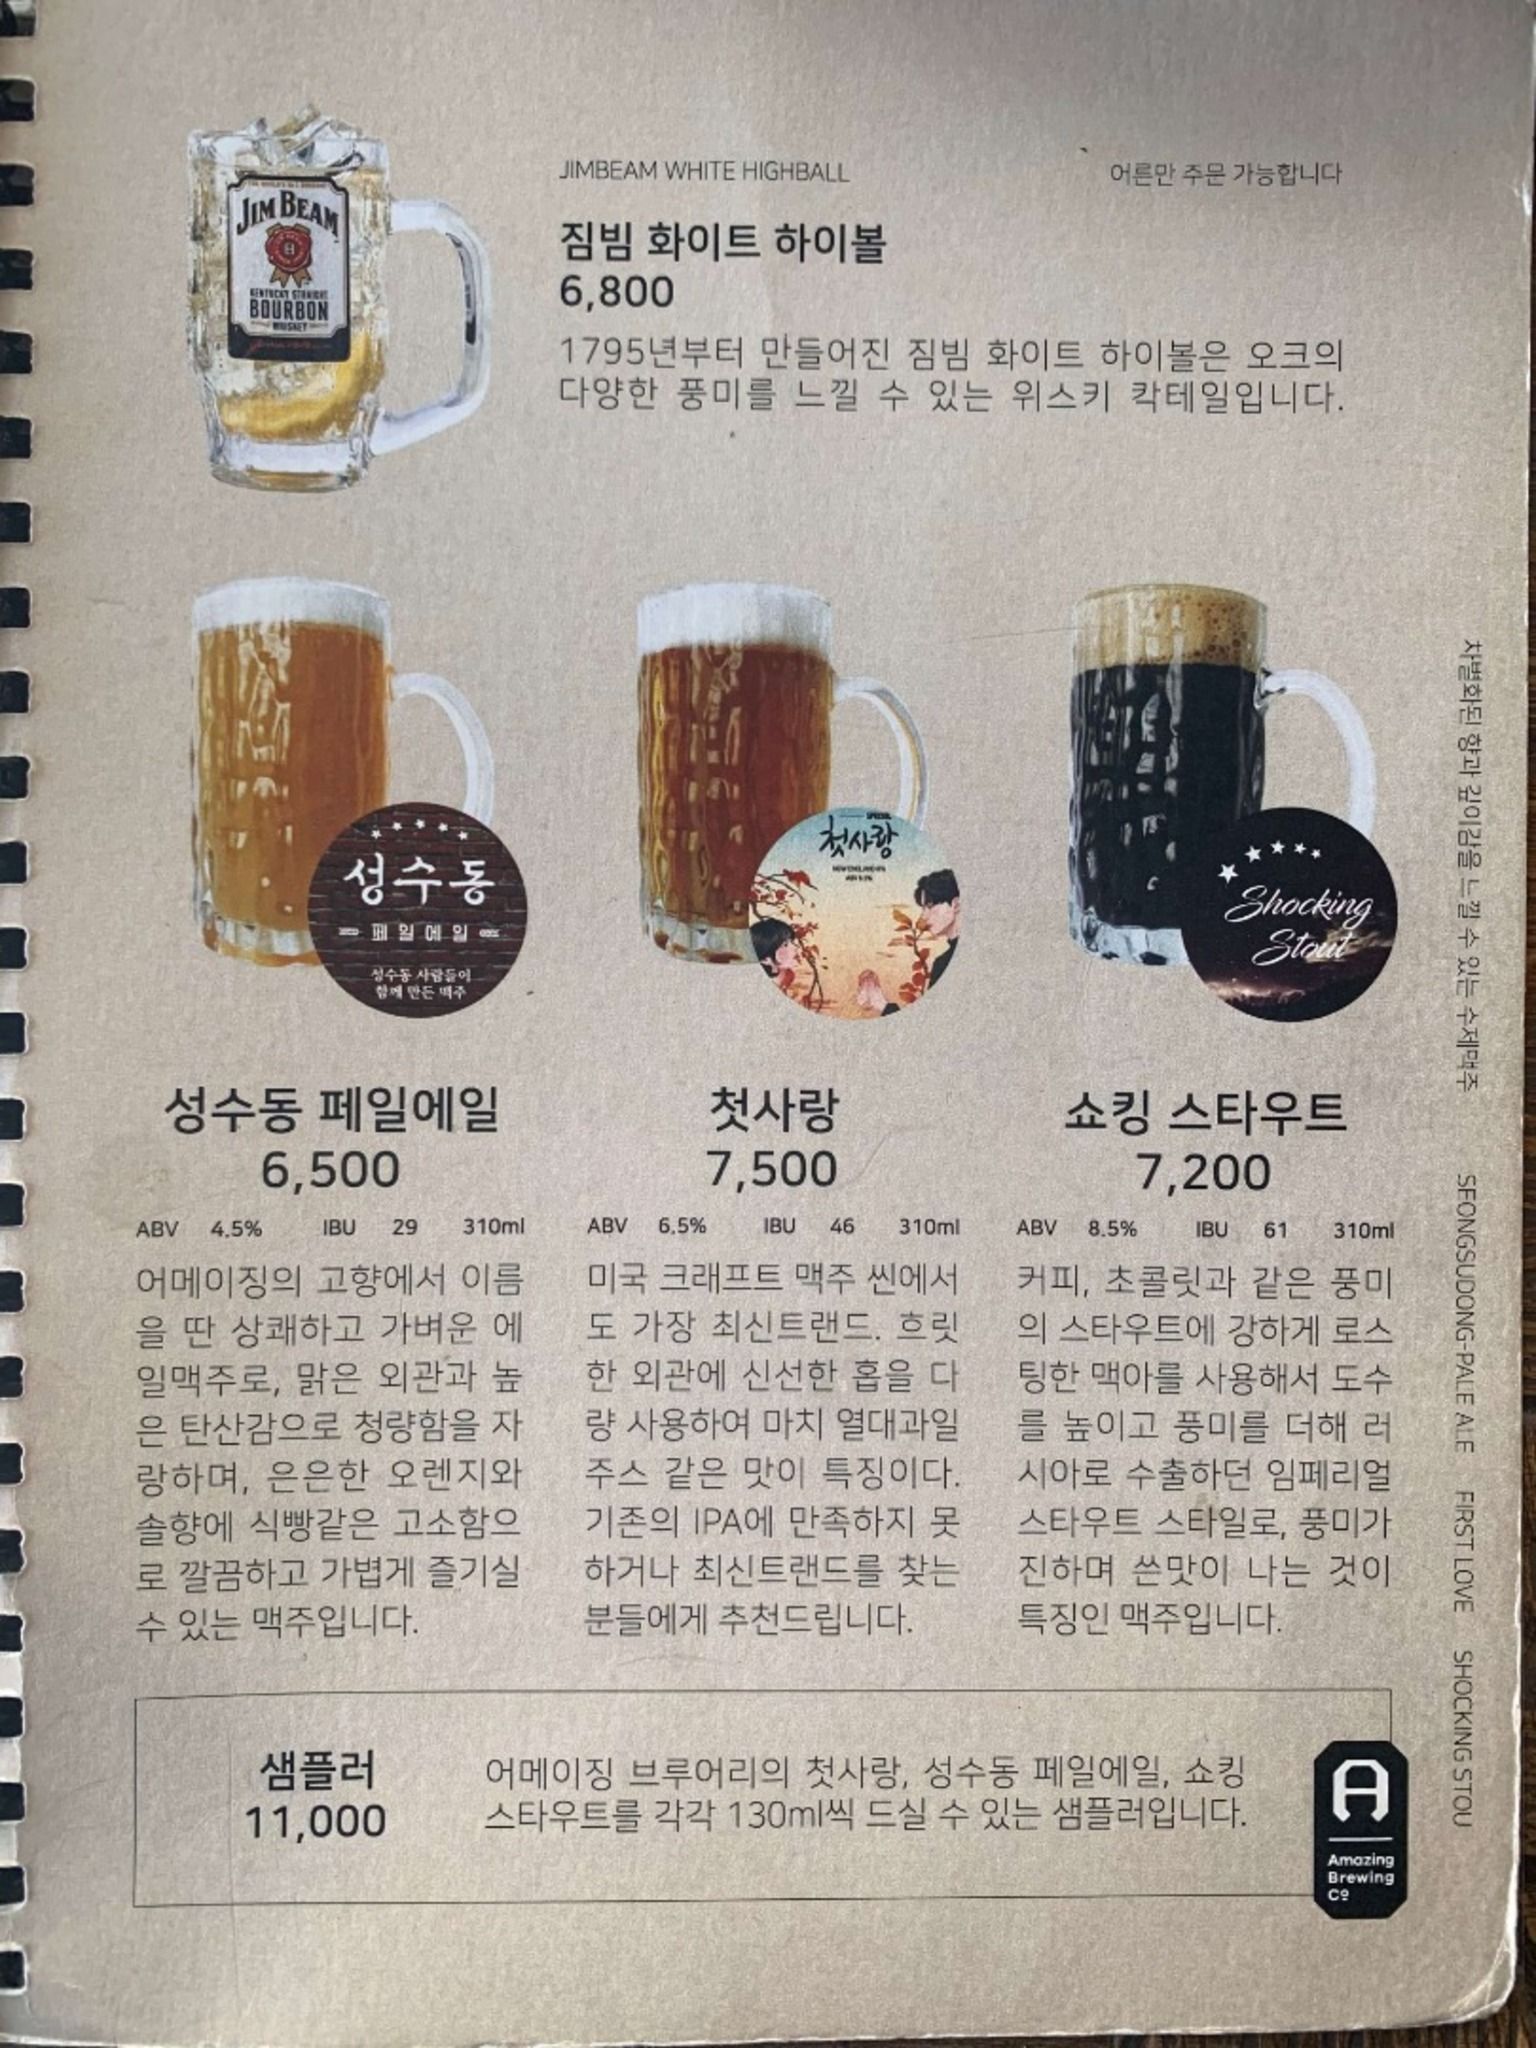 JIM BEAM
KENTUCKY STRAIGHT
BOURBON
WHISKEY
JIMBEAM WHITE HIGHBALL
어른만 주문 가능합니다
짐빔 화이트 하이볼
6,800
1795년부터 만들어진 짐빔 화이트 하이볼은 오크의
다양한 풍미를 느낄 수 있는 위스키 칵테일입니다.
성수동
페일에일
성수동 사람들이
함께 만든 맥주
첫사랑
Shocking
Stout
성수동 페일에일
6,500
ABV 4.5% IBU 29 310ml
어메이징의 고향에서 이름
을 딴 상쾌하고 가벼운 에
일맥주로, 맑은 외관과 높
은 탄산감으로 청량함을 자
랑하며, 은은한 오렌지와
솔향에 식빵같은 고소함으
로 깔끔하고 가볍게 즐기실
수 있는 맥주입니다.
첫사랑
7,500
ABV 6.5% IBU 46 310ml
미국 크래프트 맥주 씬에서
도 가장 최신트랜드. 흐릿
한 외관에 신선한 홉을 다
량 사용하여 마치 열대과일
주스 같은 맛이 특징이다.
기존의 IPA에 만족하지 못
하거나 최신트랜드를 찾는
분들에게 추천드립니다.
쇼킹 스타우트
7,200
ABV 8.5% IBU 61 310ml
커피, 초콜릿과 같은 풍미
의 스타우트에 강하게 로스
팅한 맥아를 사용해서 도수
를 높이고 풍미를 더해 러
시아로 수출하던 임페리얼
스타우트 스타일로, 풍미가
진하며 쓴맛이 나는 것이
특징인 맥주입니다.
차별화된 향과 깊이감을 느낄 수 있는 수제맥주 SEONGSUDONG-PALE ALE FIRST LOVE SHOCKING STOU
샘플러
11,000
어메이징 브루어리의 첫사랑, 성수동 페일에일, 쇼킹
스타우트를 각각 130ml씩 드실 수 있는 샘플러입니다.
A
Amazing
Brewing
Co